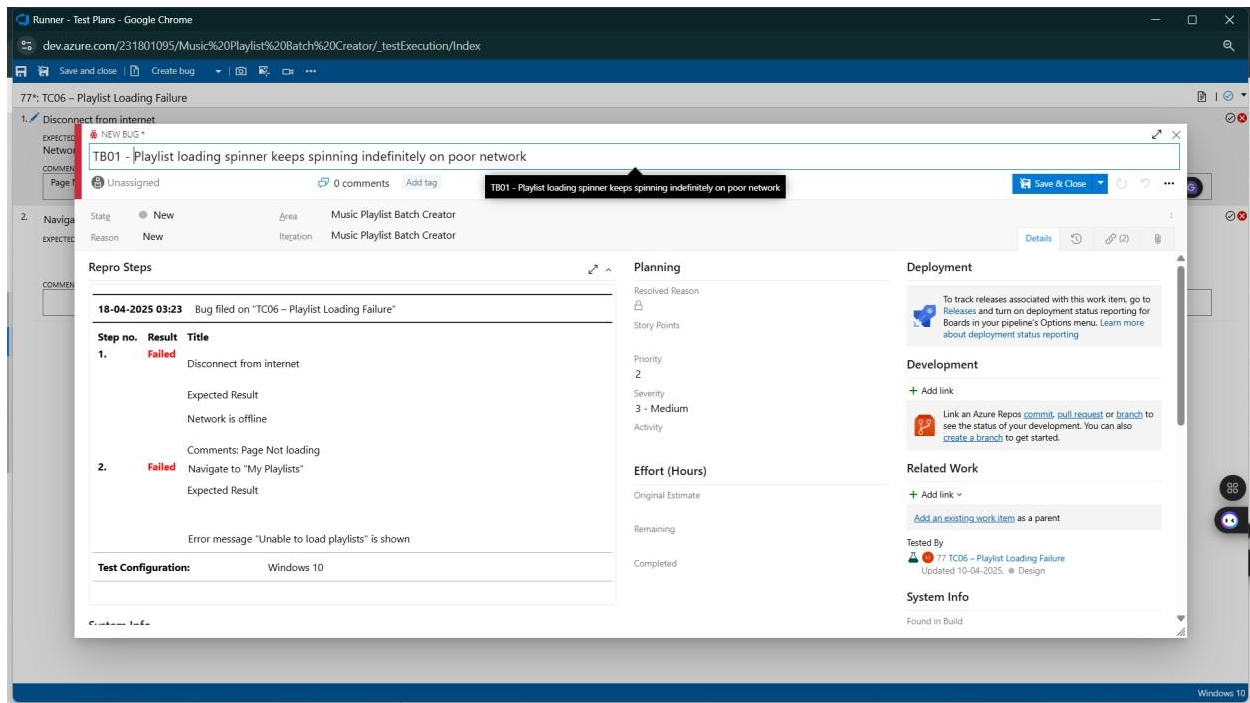 Runner - Test Plans - Google Chrome
dev.azure.com/231801095/Music%20Playlist%20Batch%20Creator/_testExecution/Index
Save and close
Create bug
77*: TC06 – Playlist Loading Failure
1. Disconnect from internet
EXPECTED
Networ
COMMEN
Page N
2. Naviga
EXPECTED
COMMEN
NEW BUG *
TB01 - Playlist loading spinner keeps spinning indefinitely on poor network
Unassigned
0 comments
Add tag
TB01 - Playlist loading spinner keeps spinning indefinitely on poor network
Save & Close
State New
Area Music Playlist Batch Creator
Reason New
Iteration Music Playlist Batch Creator
Details
(2)
Repro Steps
18-04-2025 03:23 Bug filed on "TC06 – Playlist Loading Failure"
Step no. Result Title
1. Failed
Disconnect from internet
Expected Result
Network is offline
Comments: Page Not loading
2. Failed Navigate to "My Playlists"
Expected Result
Error message "Unable to load playlists" is shown
Test Configuration: Windows 10
System Info
Planning
Resolved Reason
Story Points
Priority
2
Severity
3 - Medium
Activity
Effort (Hours)
Original Estimate
Remaining
Completed
Deployment
To track releases associated with this work item, go to
Releases and turn on deployment status reporting for
Boards in your pipeline's Options menu. Learn more
about deployment status reporting
Development
+ Add link
Link an Azure Repos commit, pull request or branch to
see the status of your development. You can also
create a branch to get started.
Related Work
+ Add link
Add an existing work item as a parent
Tested By
77 TC06 – Playlist Loading Failure
Updated 10-04-2025. Design
System Info
Found in Build
Windows 10